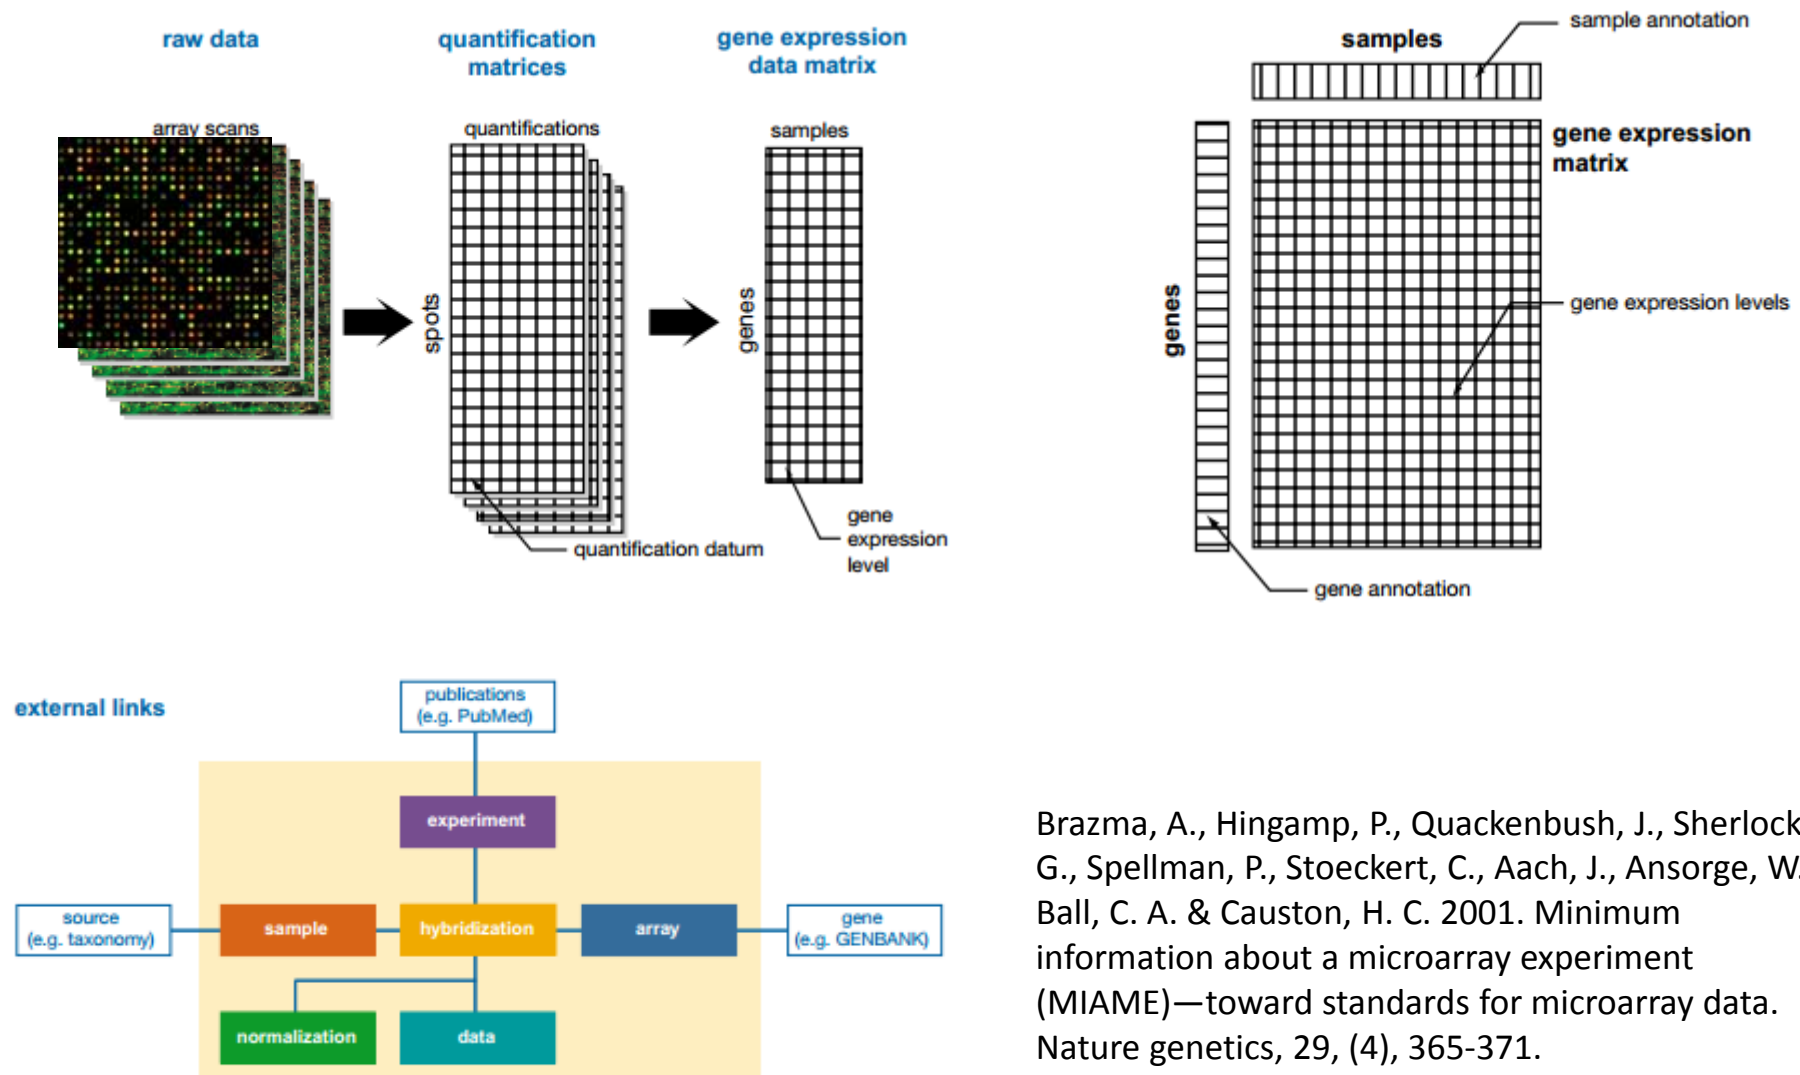 raw data
quantification
matrices
gene expression
data matrix
array scans
quantifications
samples
spots
genes
quantification datum
gene
expression
level
sample annotation
samples
gene expression
matrix
genes
gene expression levels
gene annotation
external links
publications
(e.g. PubMed)
experiment
source
(e.g. taxonomy)
sample
hybridization
array
gene
(e.g. GENBANK)
normalization
data
Brazma, A., Hingamp, P., Quackenbush, J., Sherlock
G., Spellman, P., Stoeckert, C., Aach, J., Ansorge, W.
Ball, C. A. & Causton, H. C. 2001. Minimum
information about a microarray experiment
(MIAME)—toward standards for microarray data.
Nature genetics, 29, (4), 365-371.